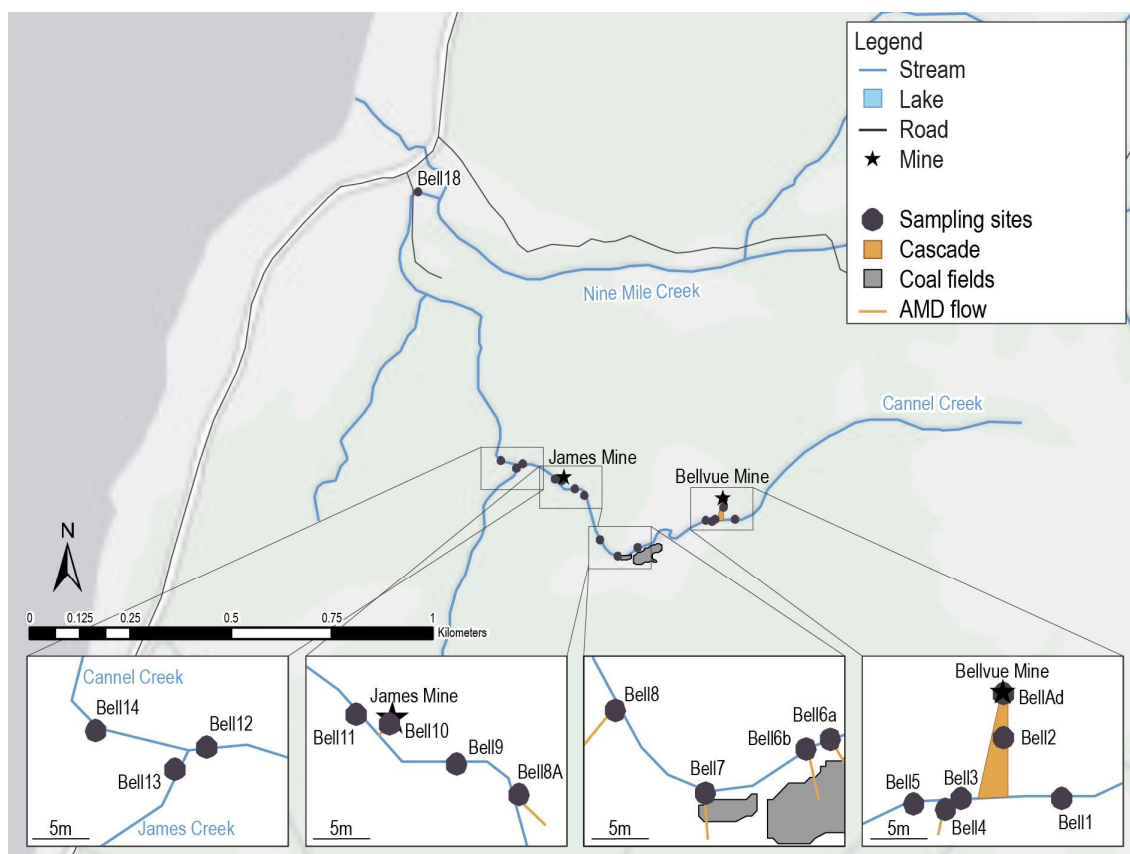 Legend
Stream
Lake
Road
Mine
Sampling sites
Cascade
Coal fields
AMD flow
Bell18
Nine Mile Creek
Cannel Creek
James Mine
Bellvue Mine
N
0 0.125 0.25 0.5 0.75 1
Kilometers
Cannel Creek
Bell14
Bell12
Bell13
James Creek
5m
James Mine
Bell11
Bell10
Bell9
Bell8A
5m
Bell8
Bell6a
Bell6b
Bell7
5m
Bellvue Mine
BellAd
Bell2
Bell5
Bell3
Bell4
Bell1
5m